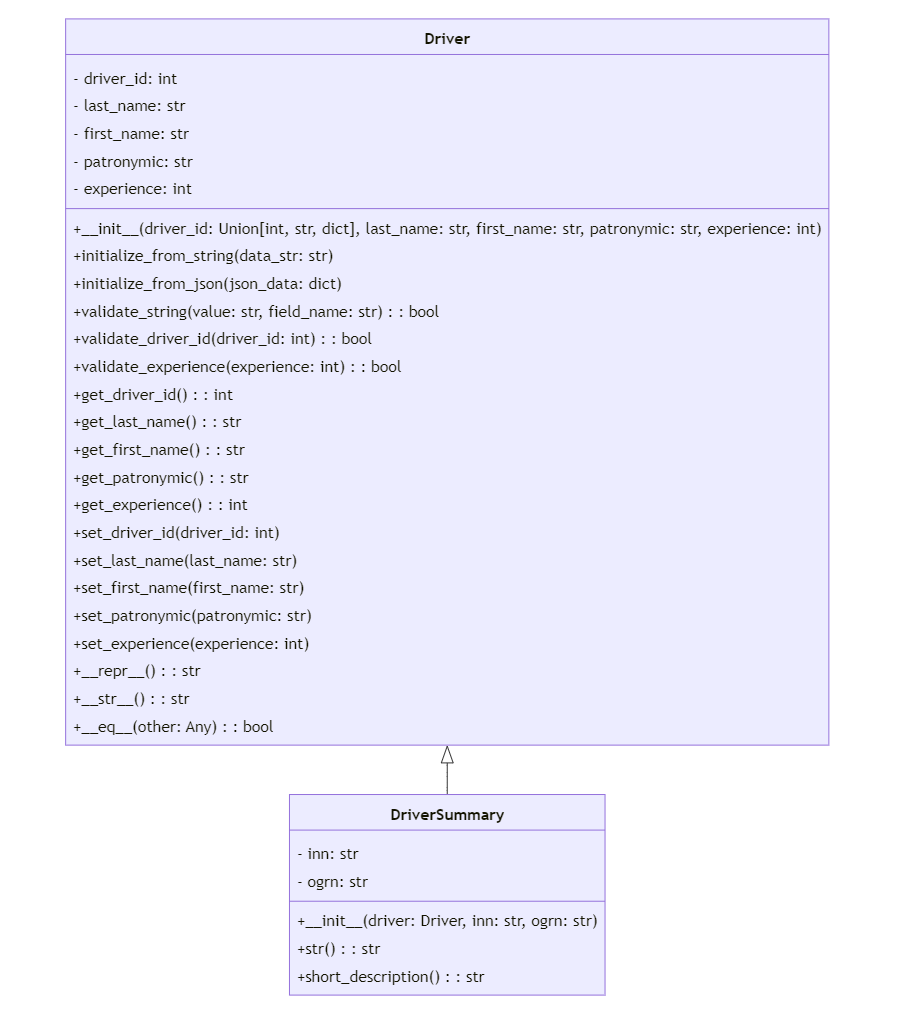 Driver
- driver_id: int
- last_name: str
- first_name: str
- patronymic: str
- experience: int
+__init__(driver_id: Union[int, str, dict], last_name: str, first_name: str, patronymic: str, experience: int)
+initialize_from_string(data_str: str)
+initialize_from_json(json_data: dict)
+validate_string(value: str, field_name: str) : : bool
+validate_driver_id(driver_id: int) : : bool
+validate_experience(experience: int) : : bool
+get_driver_id() : : int
+get_last_name() : : str
+get_first_name() : : str
+get_patronymic() : : str
+get_experience() : : int
+set_driver_id(driver_id: int)
+set_last_name(last_name: str)
+set_first_name(first_name: str)
+set_patronymic(patronymic: str)
+set_experience(experience: int)
+__repr__() : : str
+__str__() : : str
+__eq__(other: Any) : : bool
DriverSummary
- inn: str
- ogrn: str
+__init__(driver: Driver, inn: str, ogrn: str)
+str() : : str
+short_description() : : str